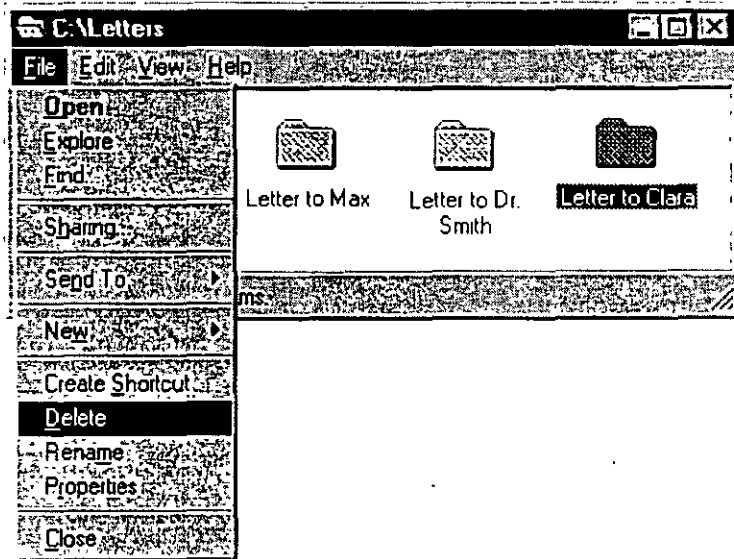 C:\Letters
File Edit View Help
Open
Explore
Find...
Sharing...
Send To
New
Create Shortcut
Delete
Rename
Properties
Close
Letter to Max
Letter to Dr.
Smith
Letter to Clara
ms